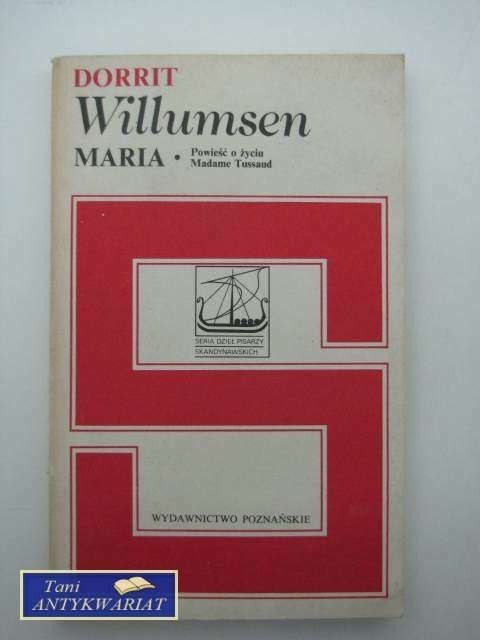 DORRIT
Willumsen
MARIA • Powieść o życiu
Madame Tussaud
SERIA DZIEŁ PISARZY
SKANDYNAWSKICH
WYDAWNICTWO POZNAŃSKIE
Tani
ANTYKWARIAT